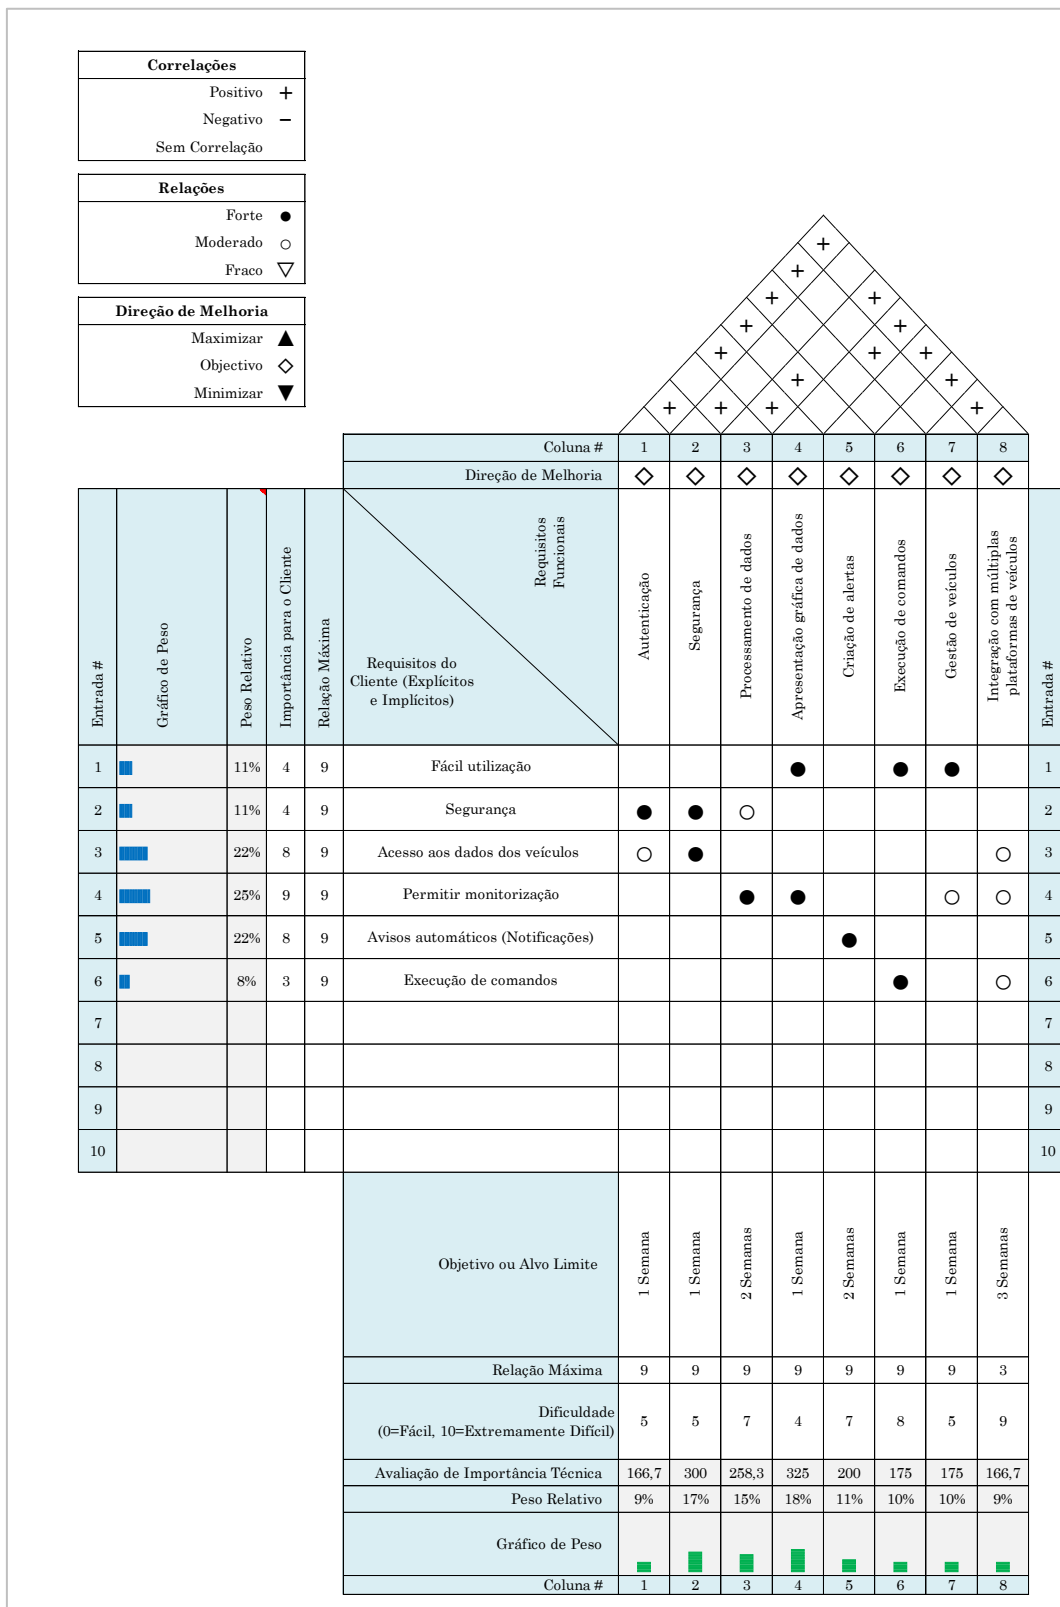 Correlações
Positivo +
Negativo −
Sem Correlação
Relações
Forte ●
Moderado ○
Fraco ▽
Direção de Melhoria
Maximizar ▲
Objectivo ◇
Minimizar ▼
+
+
+ +
+ +
+ + +
+ +
+ + + +
Coluna # 1 2 3 4 5 6 7 8
Direção de Melhoria ◇ ◇ ◇ ◇ ◇ ◇ ◇ ◇
Entrada #
Gráfico de Peso
Peso Relativo
Importância para o Cliente
Relação Máxima
Requisitos do
Cliente (Explícitos
e Implícitos)
Requisitos
Funcionais
Autenticação
Segurança
Processamento de dados
Apresentação gráfica de dados
Criação de alertas
Execução de comandos
Gestão de veículos
Integração com múltiplas
plataformas de veículos
Entrada #
1 11% 4 9 Fácil utilização ● ● ● 1
2 11% 4 9 Segurança ● ● ○ 2
3 22% 8 9 Acesso aos dados dos veículos ○ ● ○ 3
4 25% 9 9 Permitir monitorização ● ● ○ ○ 4
5 22% 8 9 Avisos automáticos (Notificações) ● 5
6 8% 3 9 Execução de comandos ● ○ 6
7 7
8 8
9 9
10 10
Objetivo ou Alvo Limite
1 Semana
1 Semana
2 Semanas
1 Semana
2 Semanas
1 Semana
1 Semana
3 Semanas
Relação Máxima 9 9 9 9 9 9 9 3
Dificuldade
(0=Fácil, 10=Extremamente Difícil) 5 5 7 4 7 8 5 9
Avaliação de Importância Técnica 166,7 300 258,3 325 200 175 175 166,7
Peso Relativo 9% 17% 15% 18% 11% 10% 10% 9%
Gráfico de Peso
Coluna # 1 2 3 4 5 6 7 8